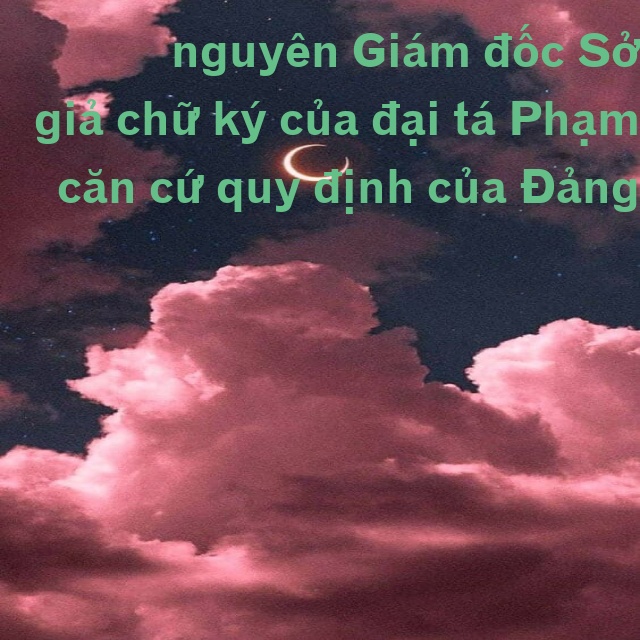 nguyên Giám đốc Sở
giả chữ ký của đại tá Phạm
căn cứ quy định của Đảng